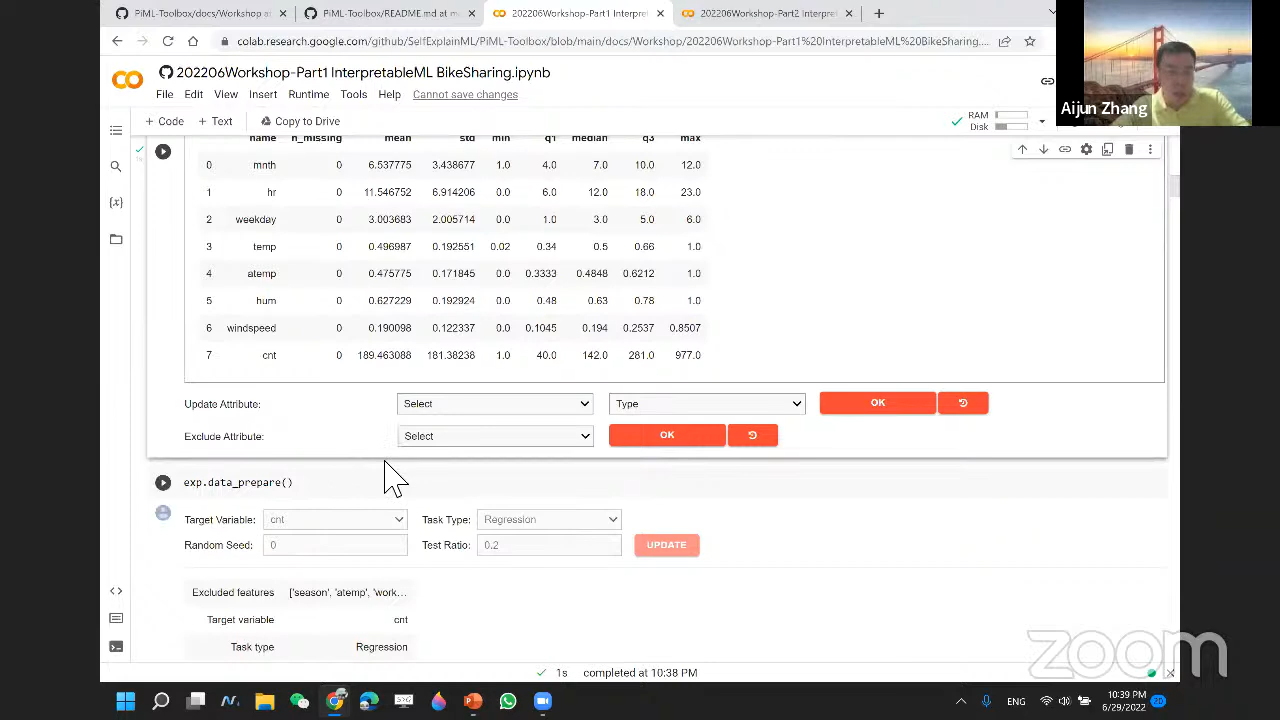 PiML-Toolbox/docs/Workshop a
PiML-Toolbox/README.md at m
202206Workshop-Part1 Interpret
202206Workshop-Part2 Interpret
colab.research.google.com/github/SelfExplainML/PiML-Toolbox/blob/main/docs/Workshop/202206Workshop-Part1%20InterpretableML%20BikeSharing....
202206Workshop-Part1 InterpretableML BikeSharing.ipynb
File Edit View Insert Runtime Tools Help Cannot save changes
+ Code + Text Copy to Drive
RAM
Disk
Aijun Zhang
name n_missing mean std min q1 median q3 max
0 mnth 0 6.537775 3.438677 1.0 4.0 7.0 10.0 12.0
1 hr 0 11.546752 6.914206 0.0 6.0 12.0 18.0 23.0
2 weekday 0 3.003683 2.005714 0.0 1.0 3.0 5.0 6.0
3 temp 0 0.496987 0.192551 0.02 0.34 0.5 0.66 1.0
4 atemp 0 0.475775 0.171845 0.0 0.3333 0.4848 0.6212 1.0
5 hum 0 0.627229 0.192924 0.0 0.48 0.63 0.78 1.0
6 windspeed 0 0.190098 0.122337 0.0 0.1045 0.194 0.2537 0.8507
7 cnt 0 189.463088 181.38238 1.0 40.0 142.0 281.0 977.0
Update Attribute: Select Type OK
Exclude Attribute: Select OK
exp.data_prepare()
Target Variable: cnt Task Type: Regression
Random Seed: 0 Test Ratio: 0.2 UPDATE
Excluded features ['season', 'atemp', 'work...
Target variable cnt
Task type Regression
zoom
1s completed at 10:38 PM
ENG
10:39 PM
6/29/2022
20